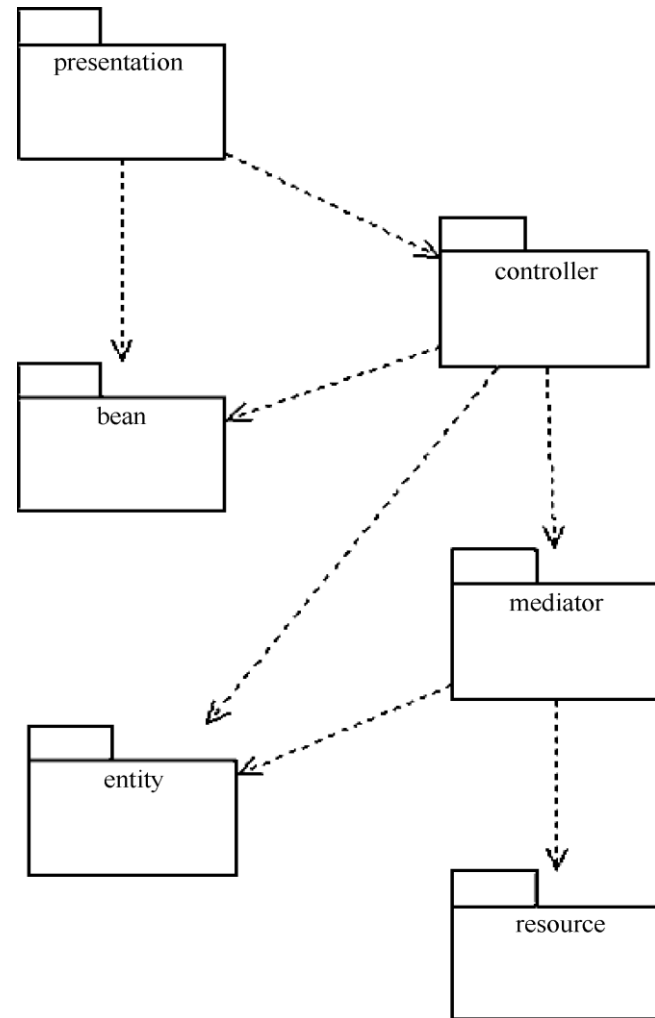 presentation
controller
bean
mediator
entity
resource